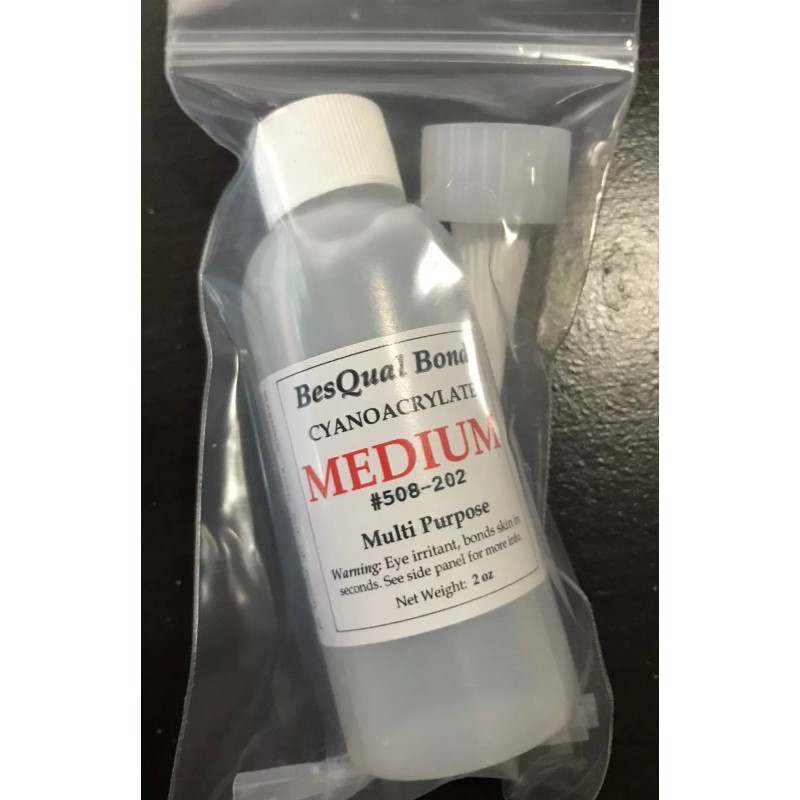 BesQual Bond
CYANOACRYLATE
MEDIUM
#508-202
Multi Purpose
Warning: Eye irritant, bonds skin in
seconds. See side panel for more info.
Net Weight: 2 oz